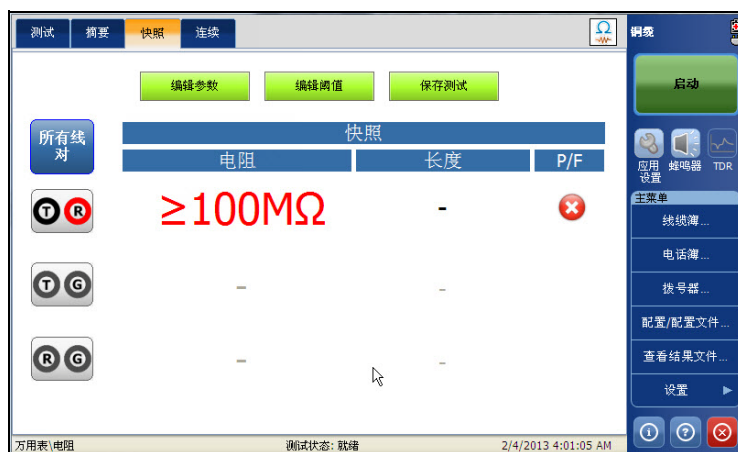 测试 摘要 快照 连续
Ω
编辑参数 编辑阈值 保存测试
所有线对
快照
电阻 长度 P/F
T R ≥100MΩ -
T G - -
R G - -
万用表\电阻 测试状态: 就绪 2/4/2013 4:01:05 AM
铜缆
启动
应用设置 蜂鸣器 TDR
主菜单
线缆簿...
电话薄...
拨号器...
配置/配置文件...
查看结果文件...
设置